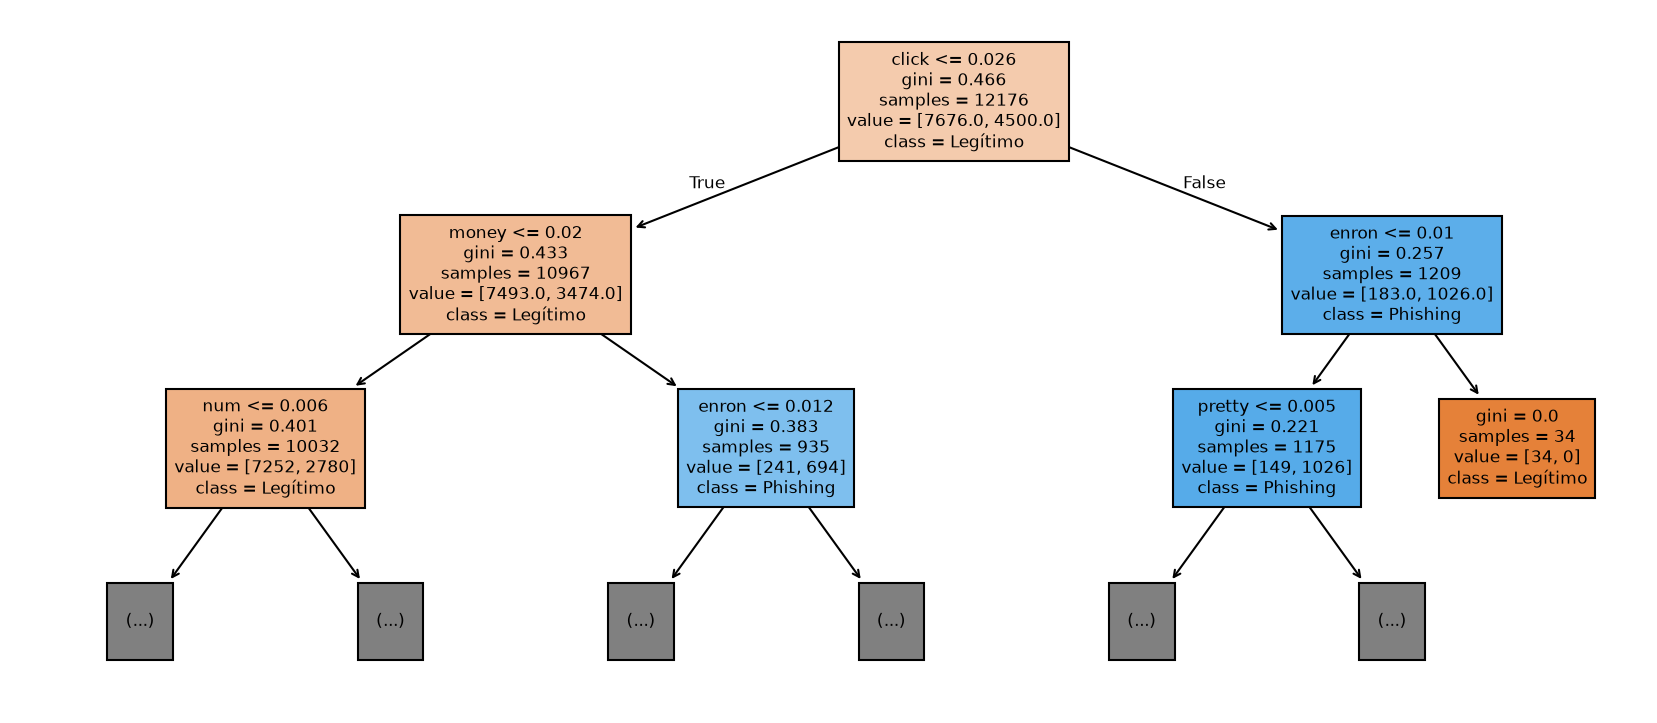 click <= 0.026
gini = 0.466
samples = 12176
value = [7676.0, 4500.0]
class = Legítimo
True
False
money <= 0.02
gini = 0.433
samples = 10967
value = [7493.0, 3474.0]
class = Legítimo
enron <= 0.01
gini = 0.257
samples = 1209
value = [183.0, 1026.0]
class = Phishing
num <= 0.006
gini = 0.401
samples = 10032
value = [7252, 2780]
class = Legítimo
enron <= 0.012
gini = 0.383
samples = 935
value = [241, 694]
class = Phishing
pretty <= 0.005
gini = 0.221
samples = 1175
value = [149, 1026]
class = Phishing
gini = 0.0
samples = 34
value = [34, 0]
class = Legítimo
(...)
(...)
(...)
(...)
(...)
(...)